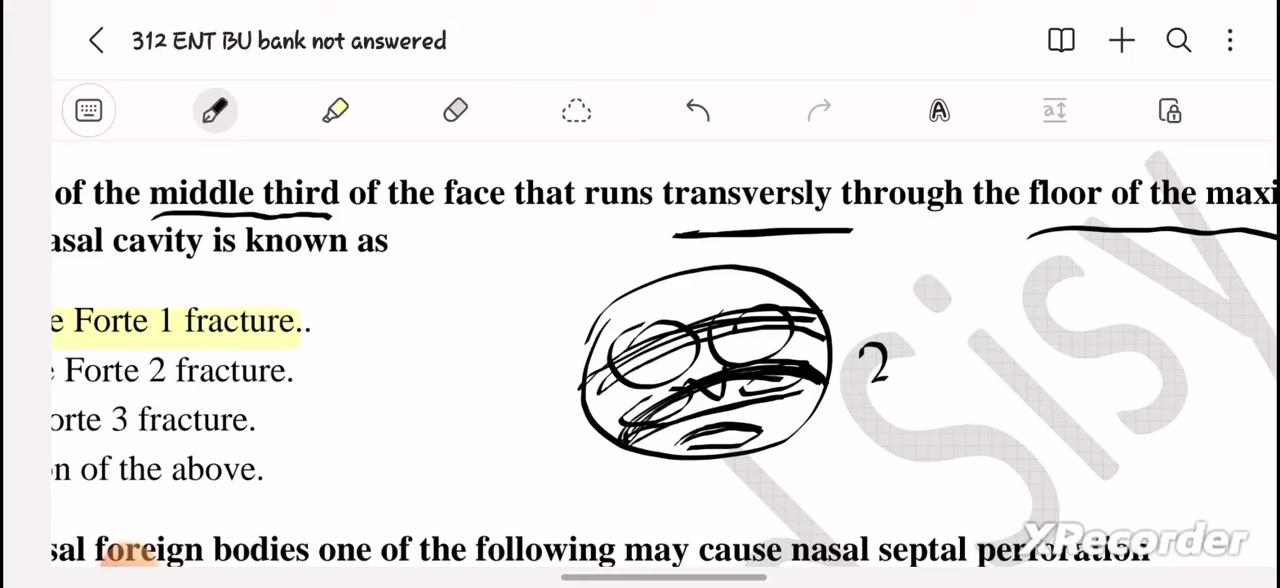 312 ENT BU bank not answered
of the middle third of the face that runs transversly through the floor of the maxi
asal cavity is known as
e Forte 1 fracture..
Forte 2 fracture.
2
orte 3 fracture.
n of the above.
sal foreign bodies one of the following may cause nasal septal perforation
XRecorder